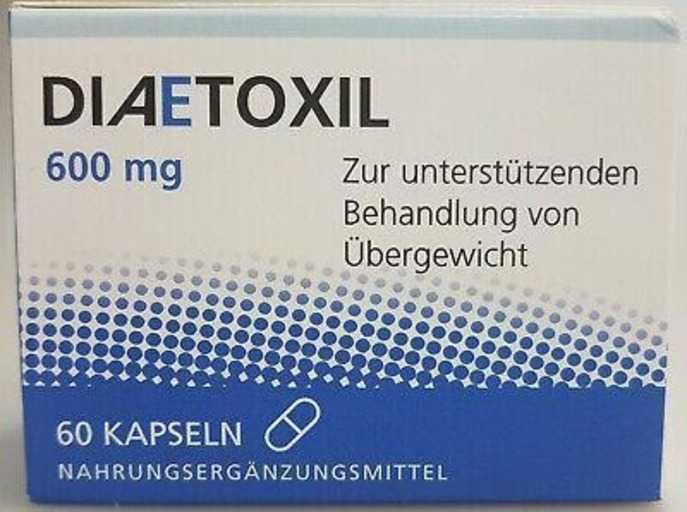 DIAETOXIL
600 mg
Zur unterstützenden
Behandlung von
Übergewicht
60 KAPSELN
NAHRUNGSERGÄNZUNGSMITTEL